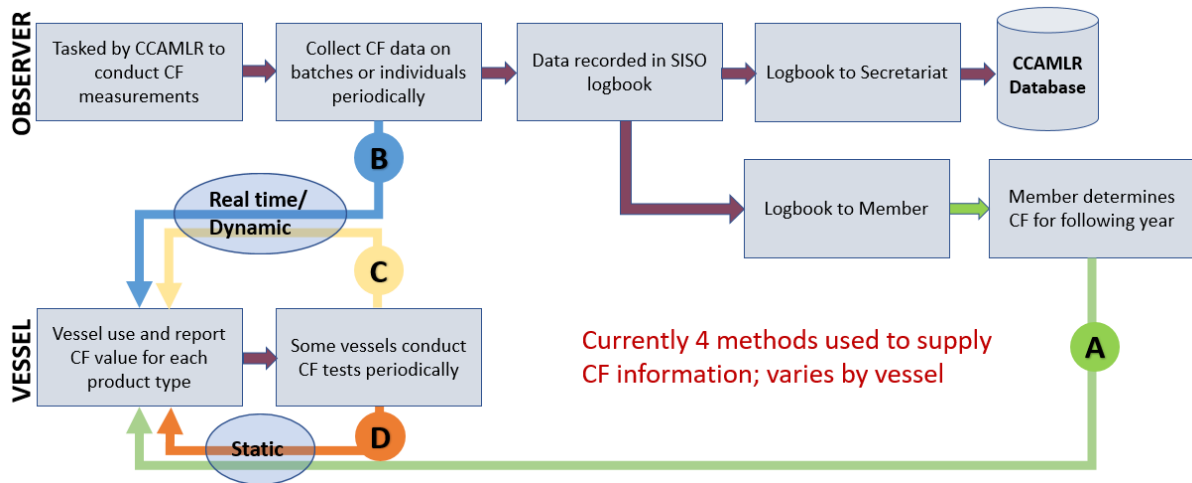 OBSERVER
Tasked by CCAMLR to
conduct CF
measurements
Collect CF data on
batches or individuals
periodically
Data recorded in SISO
logbook
Logbook to Secretariat
CCAMLR
Database
B
Real time/
Dynamic
C
Logbook to Member
Member determines
CF for following year
VESSEL
Vessel use and report
CF value for each
product type
Some vessels conduct
CF tests periodically
Currently 4 methods used to supply
CF information; varies by vessel
A
D
Static